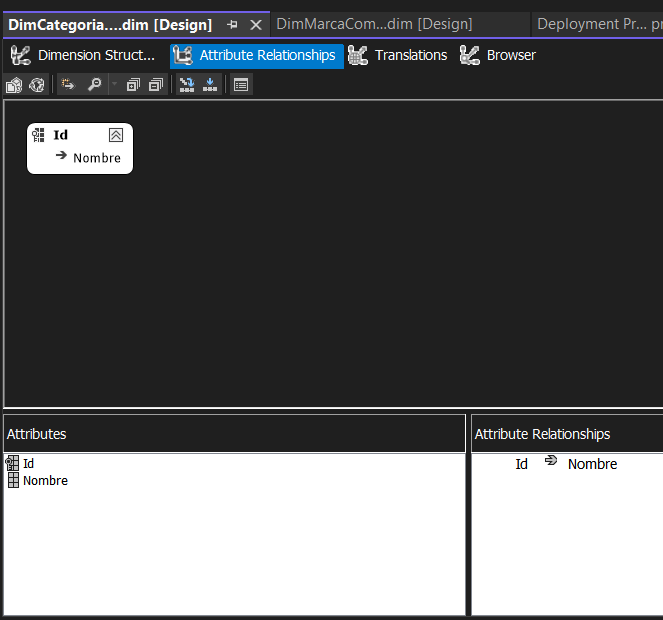 DimCategoria....dim [Design]
DimMarcaCom...dim [Design]
Deployment Pr... pr
Dimension Struct...
Attribute Relationships
Translations
Browser
Id
Nombre
Attributes
Attribute Relationships
Id
Nombre
Id
Nombre